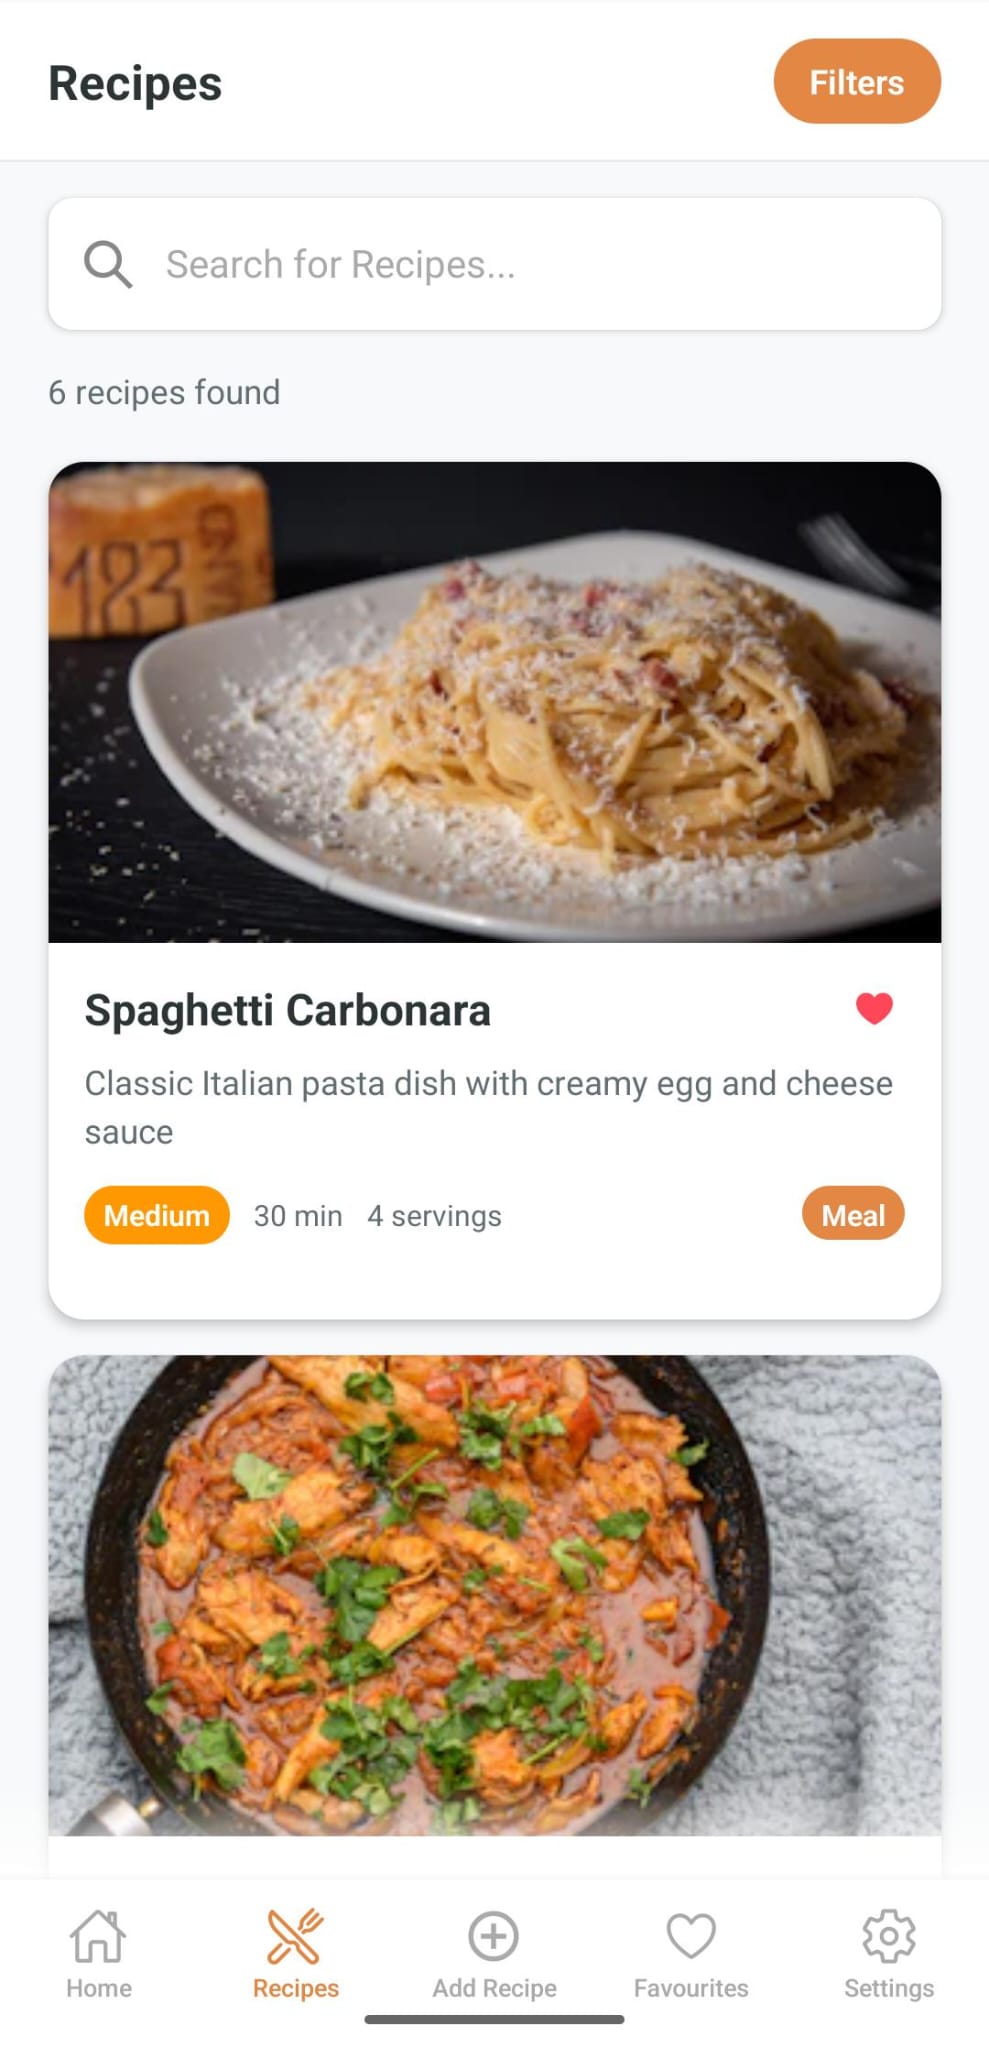 Recipes
Filters
Search for Recipes...
6 recipes found
123
Spaghetti Carbonara
Classic Italian pasta dish with creamy egg and cheese
sauce
Medium
30 min
4 servings
Meal
Home
Recipes
Add Recipe
Favourites
Settings